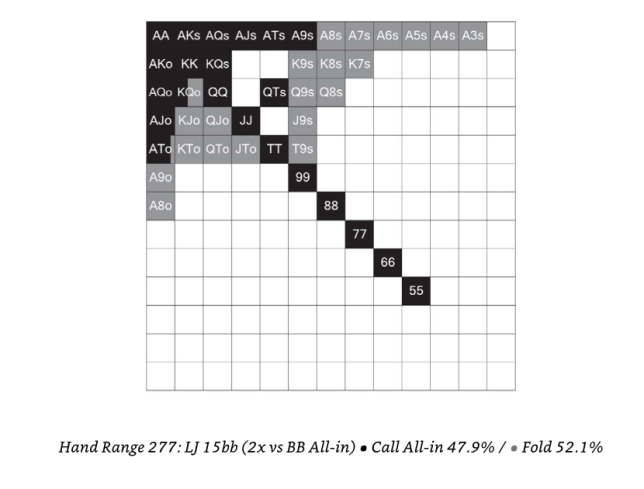 AA AKs AQs AJs ATs A9s A8s A7s A6s A5s A4s A3s
AKo KK KQs K9s K8s K7s
AQo KQo QQ QTs Q9s Q8s
AJo KJo QJo JJ J9s
ATo KTo QTo JTo TT T9s
A9o 99
A8o 88
77
66
55
Hand Range 277: LJ 15bb (2x vs BB All-in) • Call All-in 47.9% / • Fold 52.1%